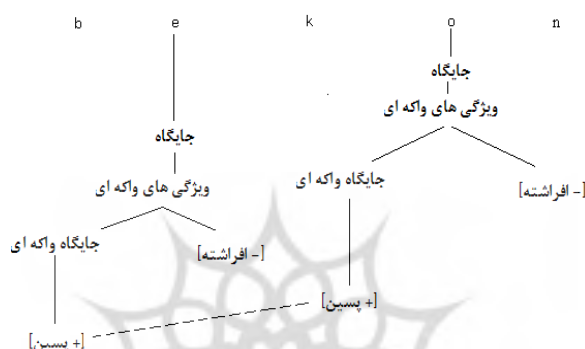 b e k o n
جایگاه
ویژگی های واکه ای
جایگاه
ویژگی های واکه ای
جایگاه واکه ای
[- افراشته]
جایگاه واکه ای
[- افراشته]
[+ پسین]
[+ پسین]